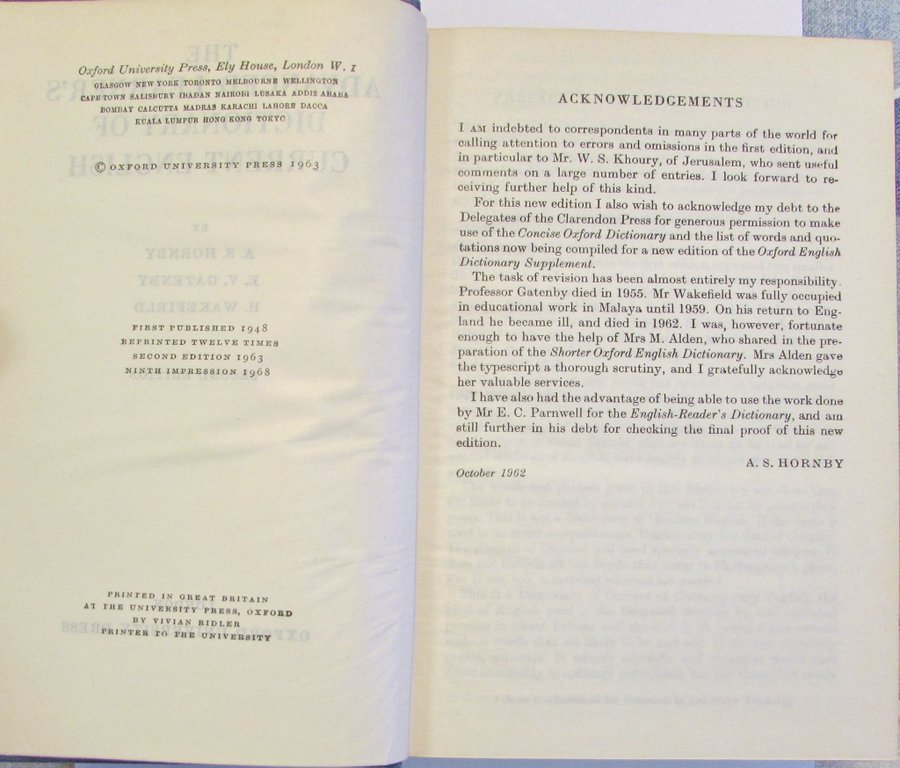 Oxford University Press, Ely House, London W. 1
GLASGOW NEW YORK TORONTO MELBOURNE WELLINGTON
CAPE TOWN SALISBURY IBADAN NAIROBI LUSAKA ADDIS ABABA
BOMBAY CALCUTTA MADRAS KARACHI LAHORE DACCA
KUALA LUMPUR HONG KONG TOKYO
© OXFORD UNIVERSITY PRESS 1963
FIRST PUBLISHED 1948
REPRINTED TWELVE TIMES
SECOND EDITION 1963
NINTH IMPRESSION 1968
PRINTED IN GREAT BRITAIN
AT THE UNIVERSITY PRESS, OXFORD
BY VIVIAN RIDLER
PRINTER TO THE UNIVERSITY
ACKNOWLEDGEMENTS
I AM indebted to correspondents in many parts of the world for
calling attention to errors and omissions in the first edition, and
in particular to Mr. W. S. Khoury, of Jerusalem, who sent useful
comments on a large number of entries. I look forward to re-
ceiving further help of this kind.
For this new edition I also wish to acknowledge my debt to the
Delegates of the Clarendon Press for generous permission to make
use of the Concise Oxford Dictionary and the list of words and quo-
tations now being compiled for a new edition of the Oxford English
Dictionary Supplement.
The task of revision has been almost entirely my responsibility.
Professor Gatenby died in 1955. Mr Wakefield was fully occupied
in educational work in Malaya until 1959. On his return to Eng-
land he became ill, and died in 1962. I was, however, fortunate
enough to have the help of Mrs M. Alden, who shared in the pre-
paration of the Shorter Oxford English Dictionary. Mrs Alden gave
the typescript a thorough scrutiny, and I gratefully acknowledge
her valuable services.
I have also had the advantage of being able to use the work done
by Mr E. C. Parnwell for the English-Reader's Dictionary, and am
still further in his debt for checking the final proof of this new
edition.
A. S. HORNBY
October 1962